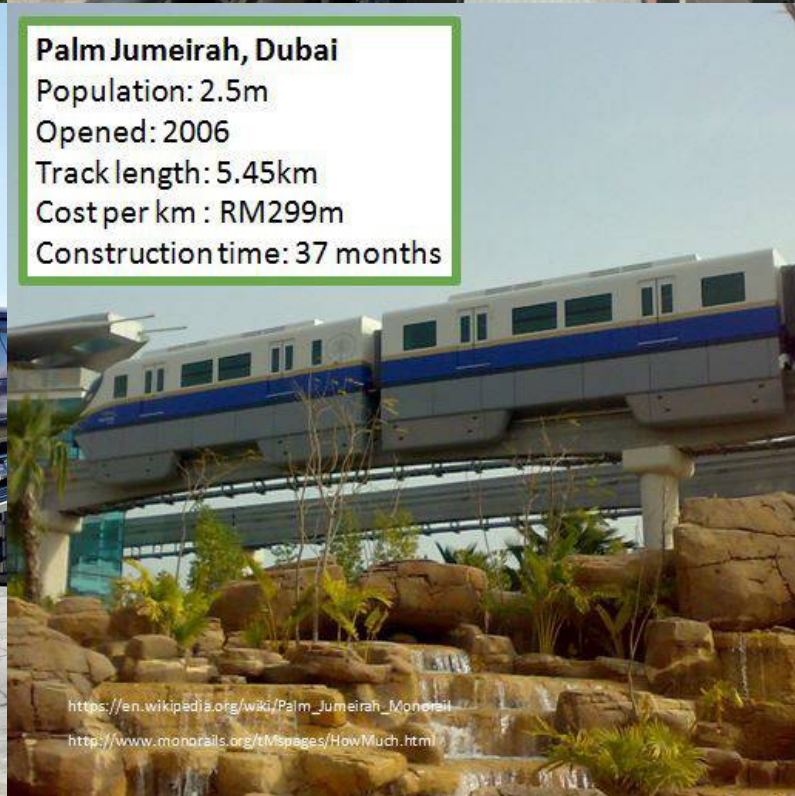 Palm Jumeirah, Dubai
Population: 2.5m
Opened: 2006
Track length: 5.45km
Cost per km : RM299m
Construction time: 37 months
https://en.wikipedia.org/wiki/Palm_Jumeirah_Monorail
http://www.monorails.org/tMspages/HowMuch.html